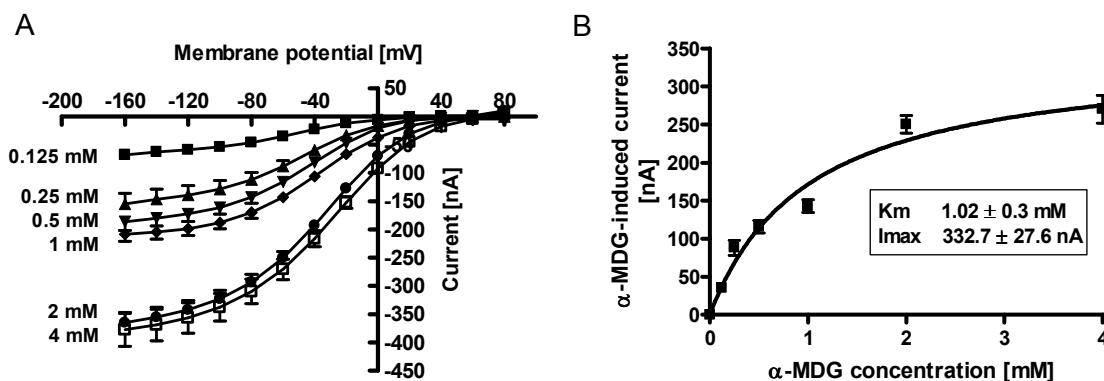 A
Membrane potential [mV]
-200 -160 -120 -80 -40 40 80
50
-50
-100
-150
-200
-250
-300
-350
-400
-450
Current [nA]
0.125 mM
0.25 mM
0.5 mM
1 mM
2 mM
4 mM
B
α-MDG-induced current
[nA]
350
300
250
200
150
100
50
0
0 1 2 3 4
α-MDG concentration [mM]
Km 1.02 ± 0.3 mM
Imax 332.7 ± 27.6 nA